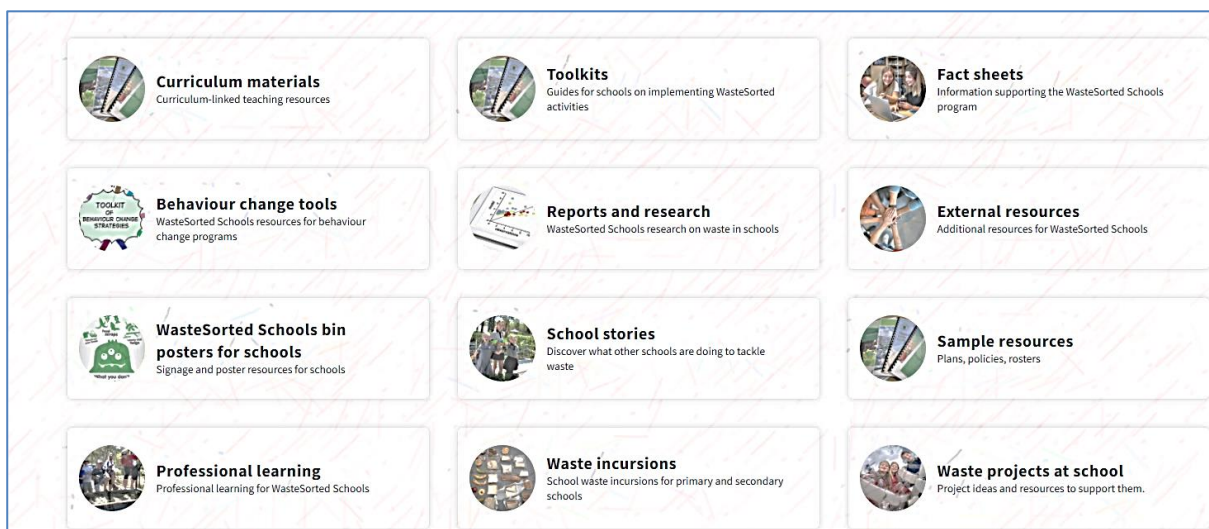 Curriculum materials
Curriculum-linked teaching resources
Toolkits
Guides for schools on implementing WasteSorted
activities
Fact sheets
Information supporting the WasteSorted Schools
program
TOOLKIT
OF
BEHAVIOUR CHANGE
STRATEGIES
Behaviour change tools
WasteSorted Schools resources for behaviour
change programs
Reports and research
WasteSorted Schools research on waste in schools
External resources
Additional resources for WasteSorted Schools
WasteSorted Schools bin
posters for schools
Signage and poster resources for schools
School stories
Discover what other schools are doing to tackle
waste
Sample resources
Plans, policies, rosters
Professional learning
Professional learning for WasteSorted Schools
Waste incursions
School waste incursions for primary and secondary
schools
Waste projects at school
Project ideas and resources to support them.